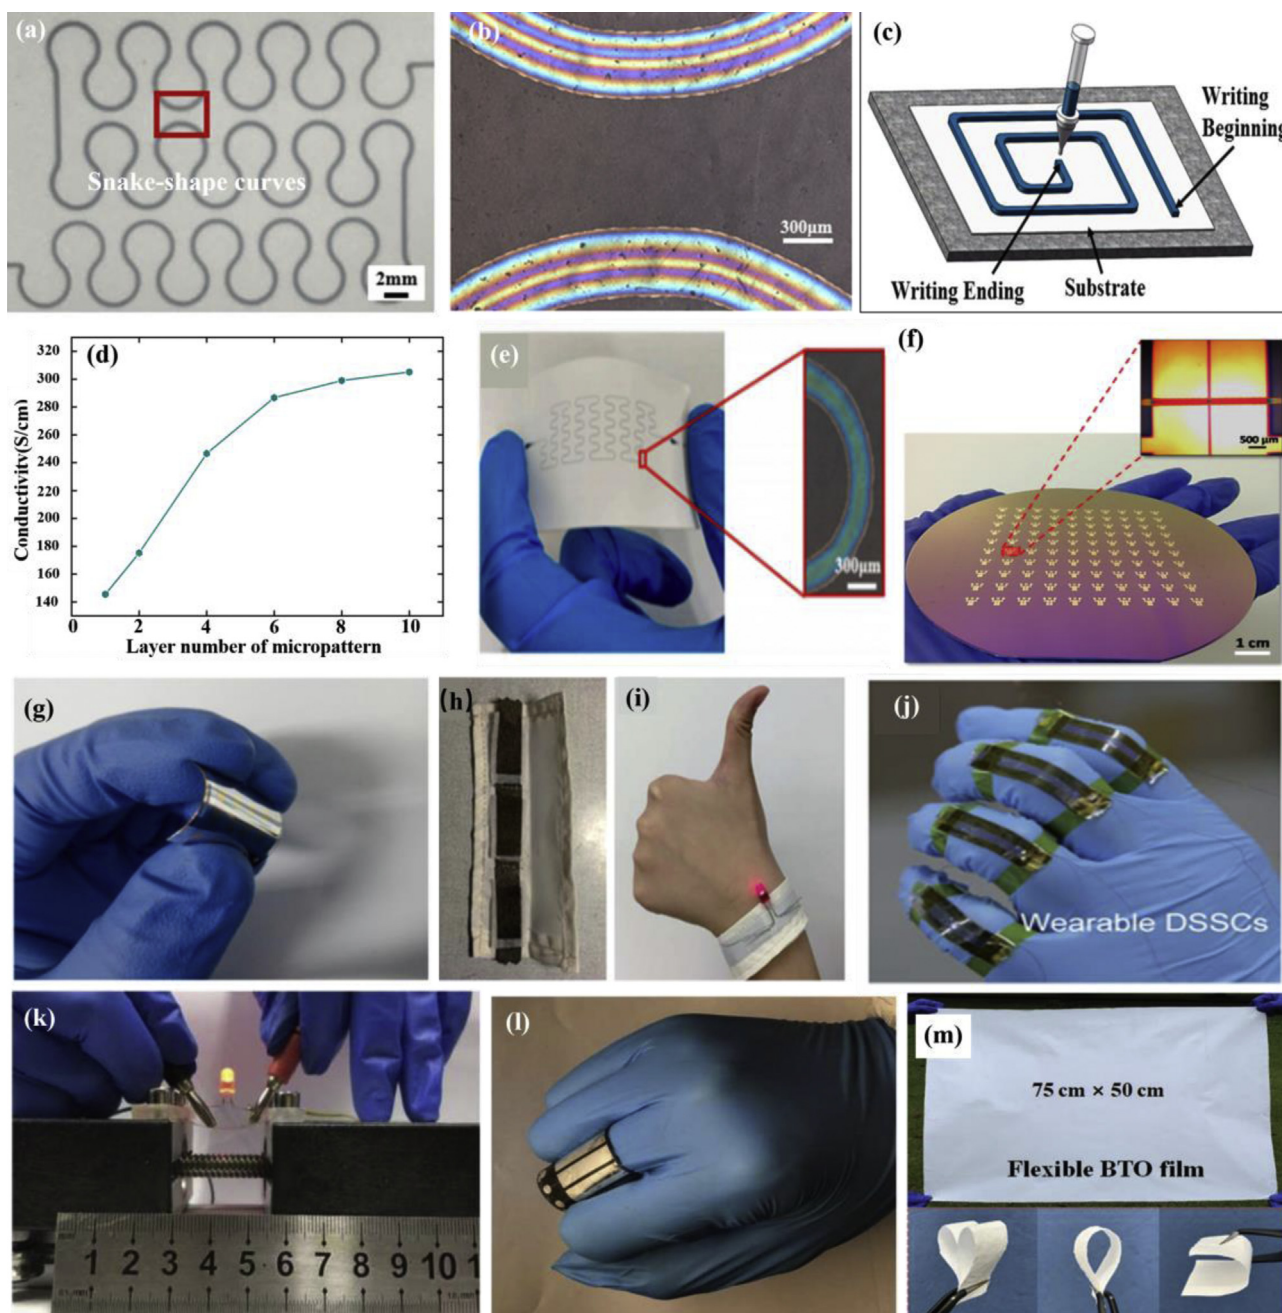 (a)
Snake-shape curves
2mm
(b)
300μm
(c)
Writing
Beginning
Writing Ending
Substrate
(d)
Conductivity(S/cm)
320
300
280
260
240
220
200
180
160
140
0 2 4 6 8 10
Layer number of micropattern
(e)
300μm
(f)
500 μm
1 cm
(g)
(h)
(i)
(j)
Wearable DSSCs
(k)
1 2 3 4 5 6 7 8 9 10 1
(l)
(m)
75 cm × 50 cm
Flexible BTO film